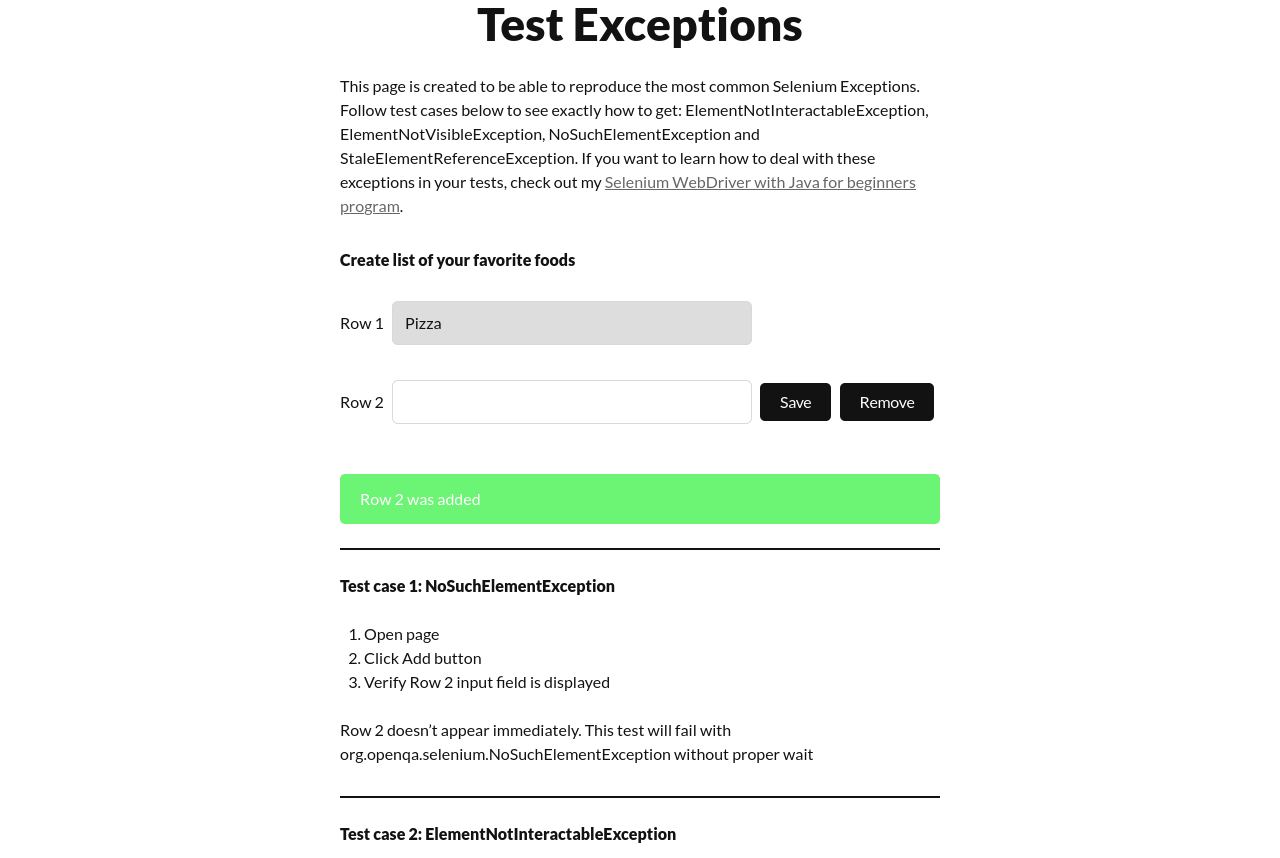 Test Exceptions
This page is created to be able to reproduce the most common Selenium Exceptions.
Follow test cases below to see exactly how to get: ElementNotInteractableException,
ElementNotVisibleException, NoSuchElementException and
StaleElementReferenceException. If you want to learn how to deal with these
exceptions in your tests, check out my Selenium WebDriver with Java for beginners
program.
Create list of your favorite foods
Row 1 Pizza
Row 2 Save Remove
Row 2 was added
Test case 1: NoSuchElementException
1. Open page
2. Click Add button
3. Verify Row 2 input field is displayed
Row 2 doesn’t appear immediately. This test will fail with
org.openqa.selenium.NoSuchElementException without proper wait
Test case 2: ElementNotInteractableException